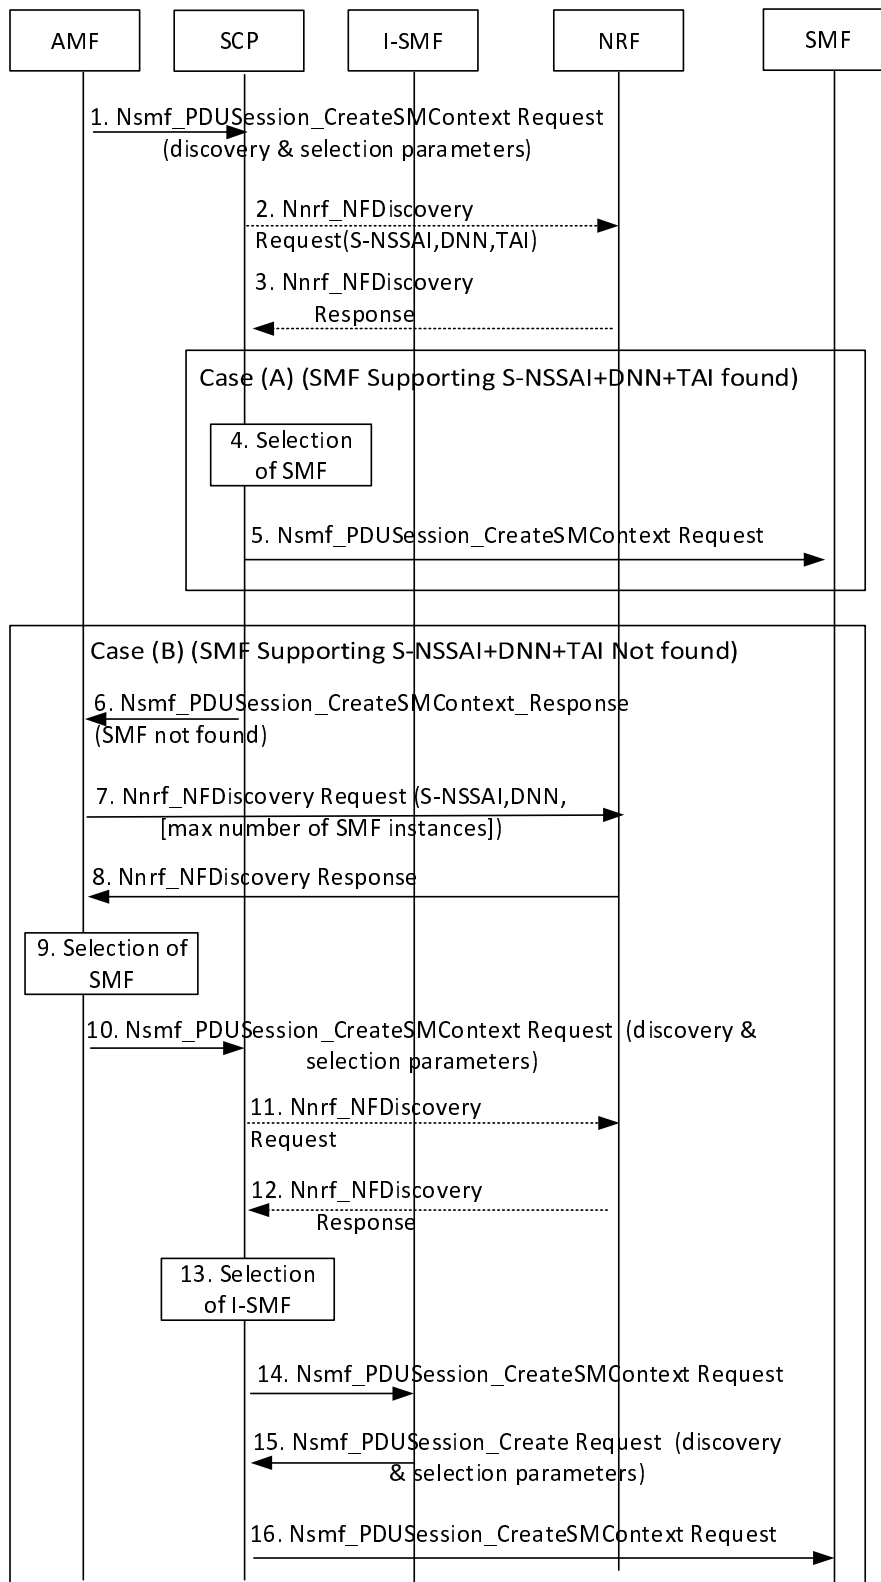 AMF
SCP
I-SMF
NRF
SMF
1. Nsmf_PDUSession_CreateSMContext Request
(discovery & selection parameters)
2. Nnrf_NFDiscovery
Request(S-NSSAI,DNN,TAI)
3. Nnrf_NFDiscovery
Response
Case (A) (SMF Supporting S-NSSAI+DNN+TAI found)
4. Selection
of SMF
5. Nsmf_PDUSession_CreateSMContext Request
Case (B) (SMF Supporting S-NSSAI+DNN+TAI Not found)
6. Nsmf_PDUSession_CreateSMContext_Response
(SMF not found)
7. Nnrf_NFDiscovery Request (S-NSSAI,DNN,
[max number of SMF instances])
8. Nnrf_NFDiscovery Response
9. Selection of
SMF
10. Nsmf_PDUSession_CreateSMContext Request (discovery &
selection parameters)
11. Nnrf_NFDiscovery
Request
12. Nnrf_NFDiscovery
Response
13. Selection
of I-SMF
14. Nsmf_PDUSession_CreateSMContext Request
15. Nsmf_PDUSession_Create Request (discovery
& selection parameters)
16. Nsmf_PDUSession_CreateSMContext Request